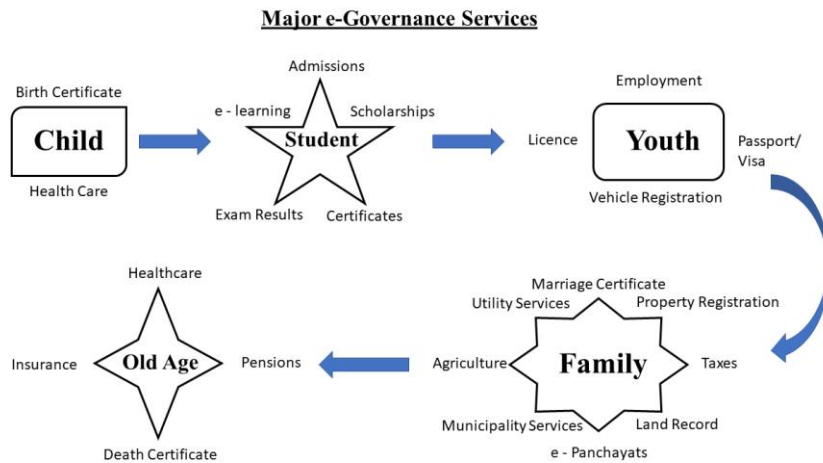 Major e-Governance Services
Birth Certificate
Child
Health Care
Admissions
e - learning
Scholarships
Student
Exam Results
Certificates
Employment
Licence
Youth
Passport/
Visa
Vehicle Registration
Marriage Certificate
Utility Services
Property Registration
Agriculture
Family
Taxes
Municipality Services
Land Record
e - Panchayats
Healthcare
Insurance
Old Age
Pensions
Death Certificate